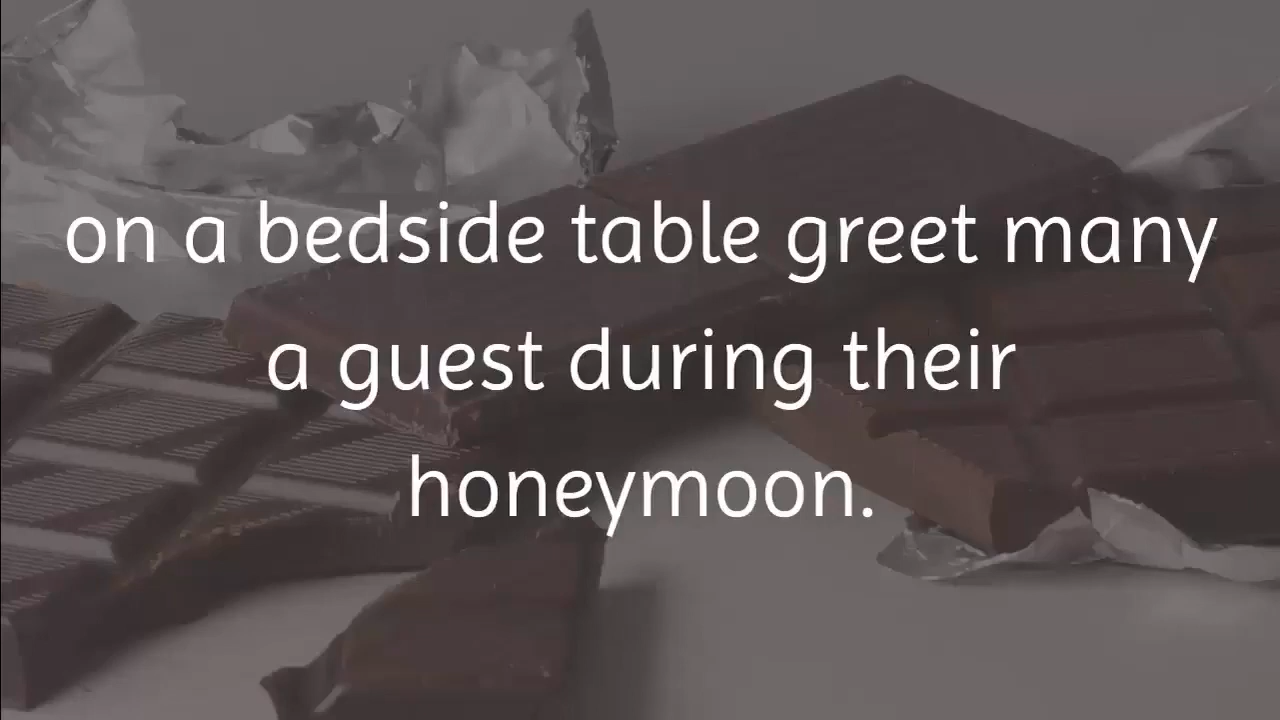 on a bedside table greet many
a guest during their
honeymoon.